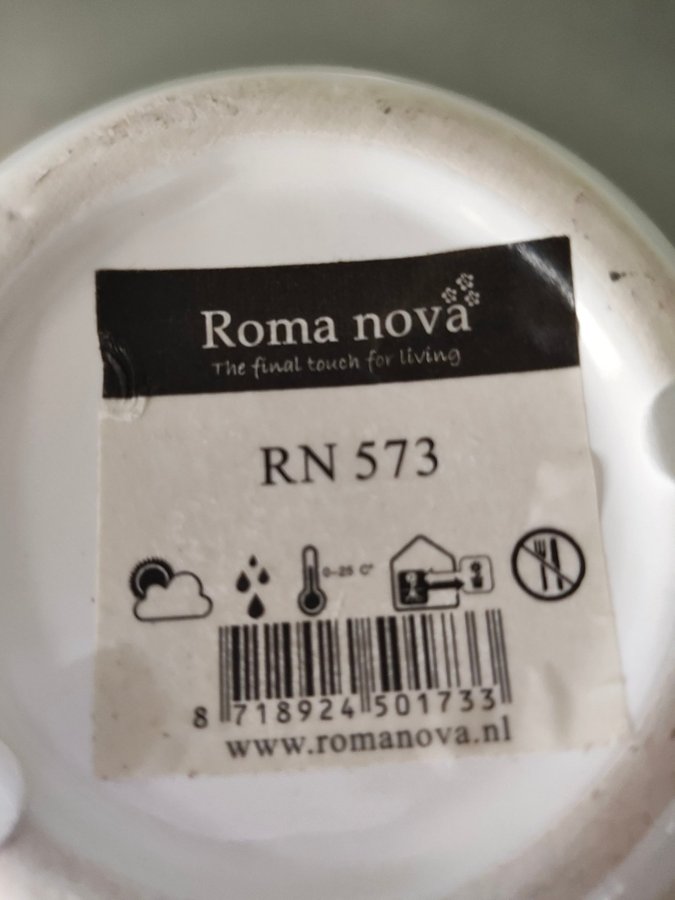 Roma nova
The final touch for living
RN 573
0-25 C°
8 718924 501733
www.romanova.nl